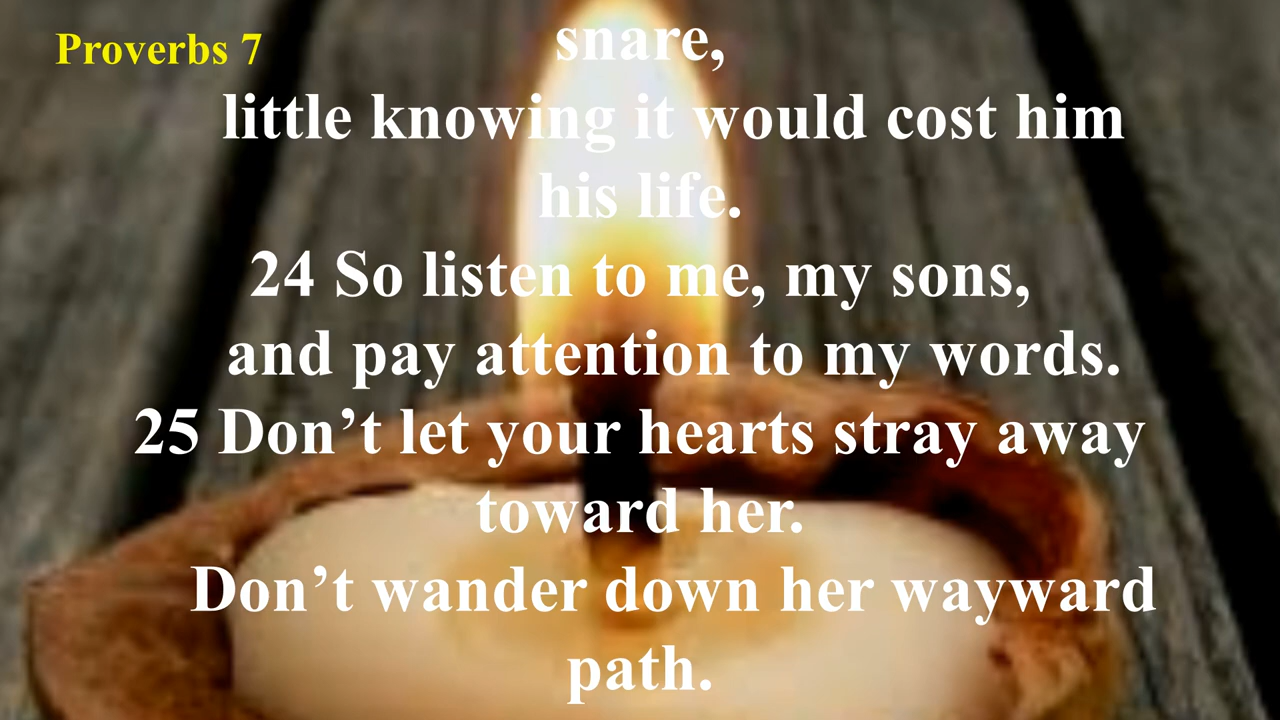 Proverbs 7
snare,
little knowing it would cost him
his life.
24 So listen to me, my sons,
and pay attention to my words.
25 Don’t let your hearts stray away
toward her.
Don’t wander down her wayward
path.